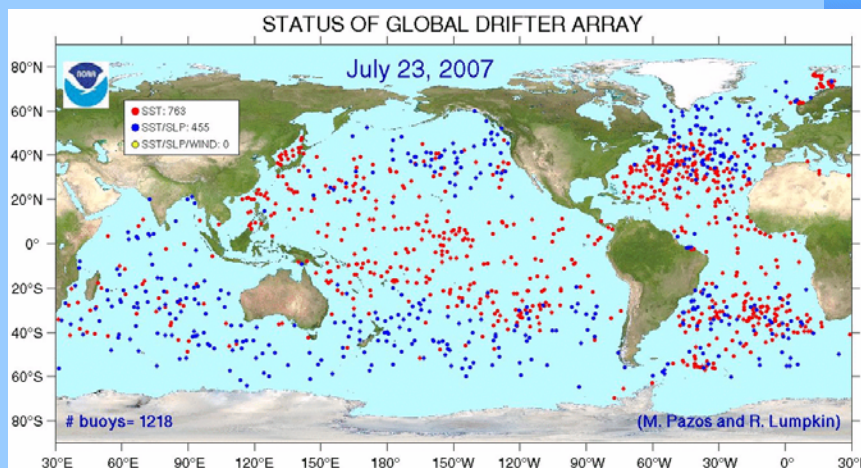 STATUS OF GLOBAL DRIFTER ARRAY
July 23, 2007
NOAA
SST: 763
SST/SLP: 455
SST/SLP/WIND: 0
80°N
60°N
40°N
20°N
0°
20°S
40°S
60°S
80°S
# buoys= 1218
(M. Pazos and R. Lumpkin)
30°E 60°E 90°E 120°E 150°E 180° 150°W 120°W 90°W 60°W 30°W 0° 30°E